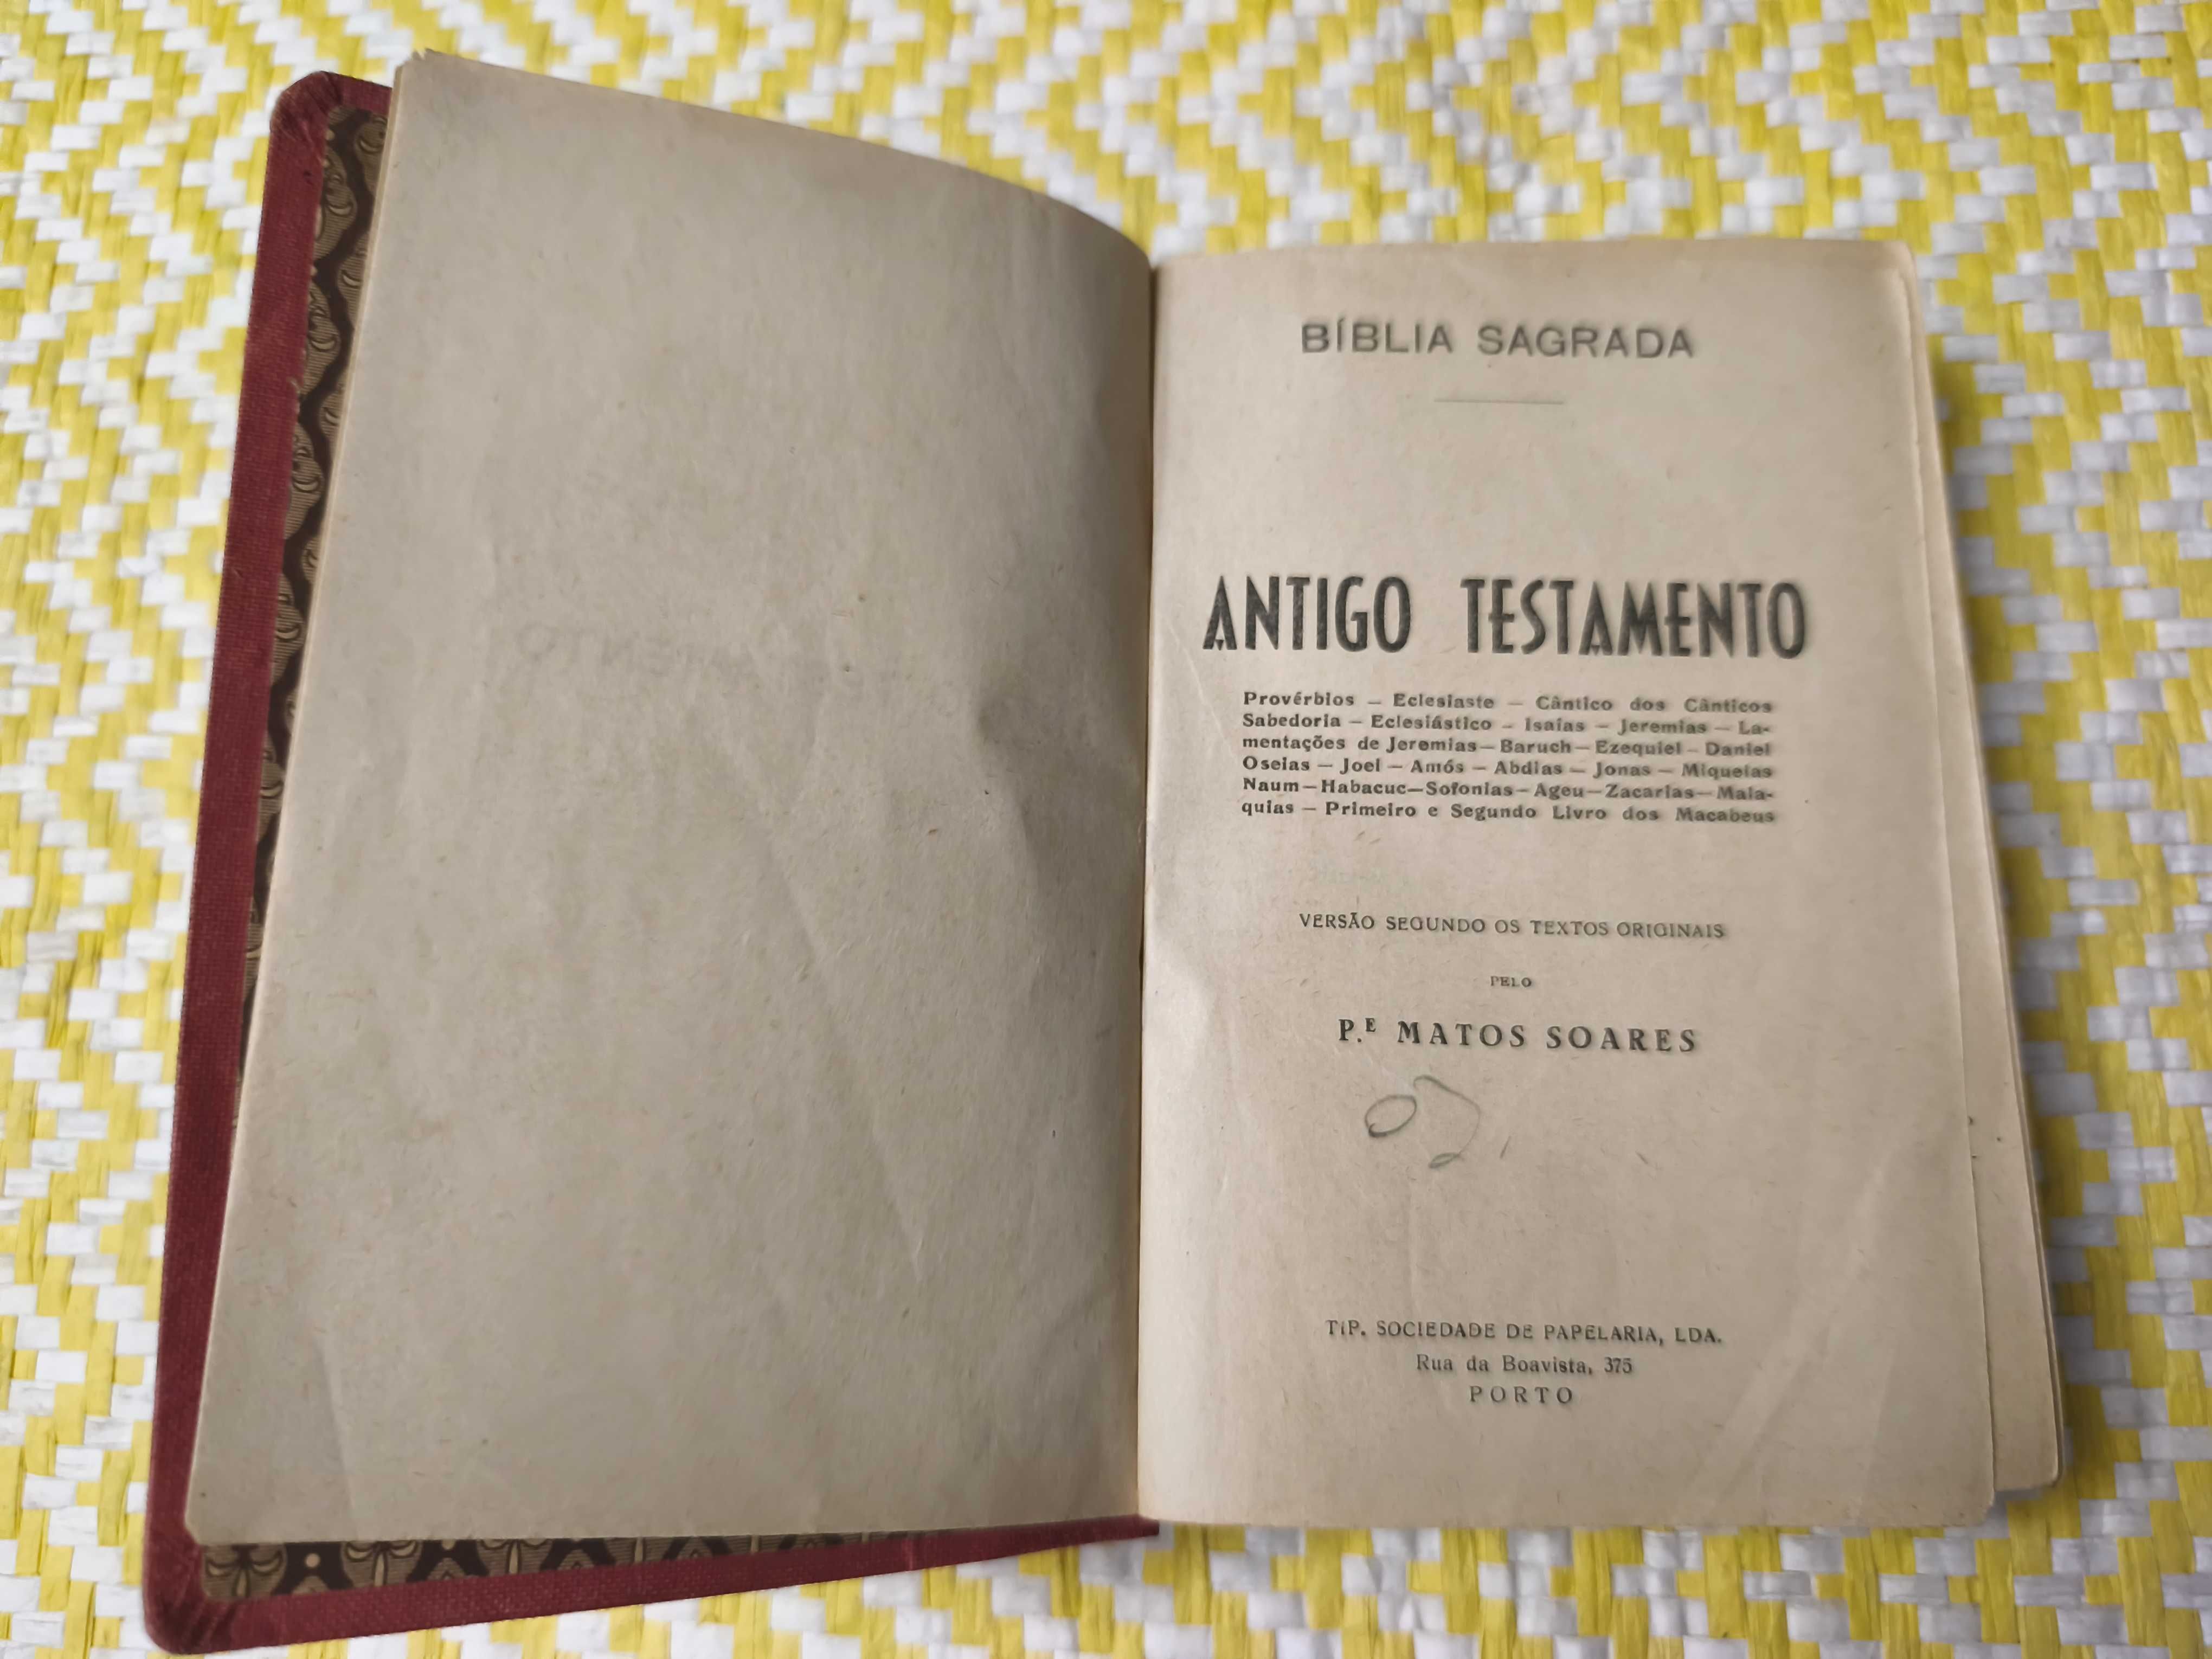 BÍBLIA SAGRADA
ANTIGO TESTAMENTO
Provérbios — Eclesiaste — Cântico dos Cânticos
Sabedoria — Eclesiástico — Isaías — Jeremias — La-
mentações de Jeremias — Baruch — Ezequiel — Daniel
Oseias — Joel — Amós — Abdias — Jonas — Miqueias
Naum — Habacuc — Sofonias — Ageu — Zacarias — Mala-
quias — Primeiro e Segundo Livro dos Macabeus
VERSÃO SEGUNDO OS TEXTOS ORIGINAIS
PELO
P.E MATOS SOARES
TIP. SOCIEDADE DE PAPELARIA, LDA.
Rua da Boavista, 375
PORTO